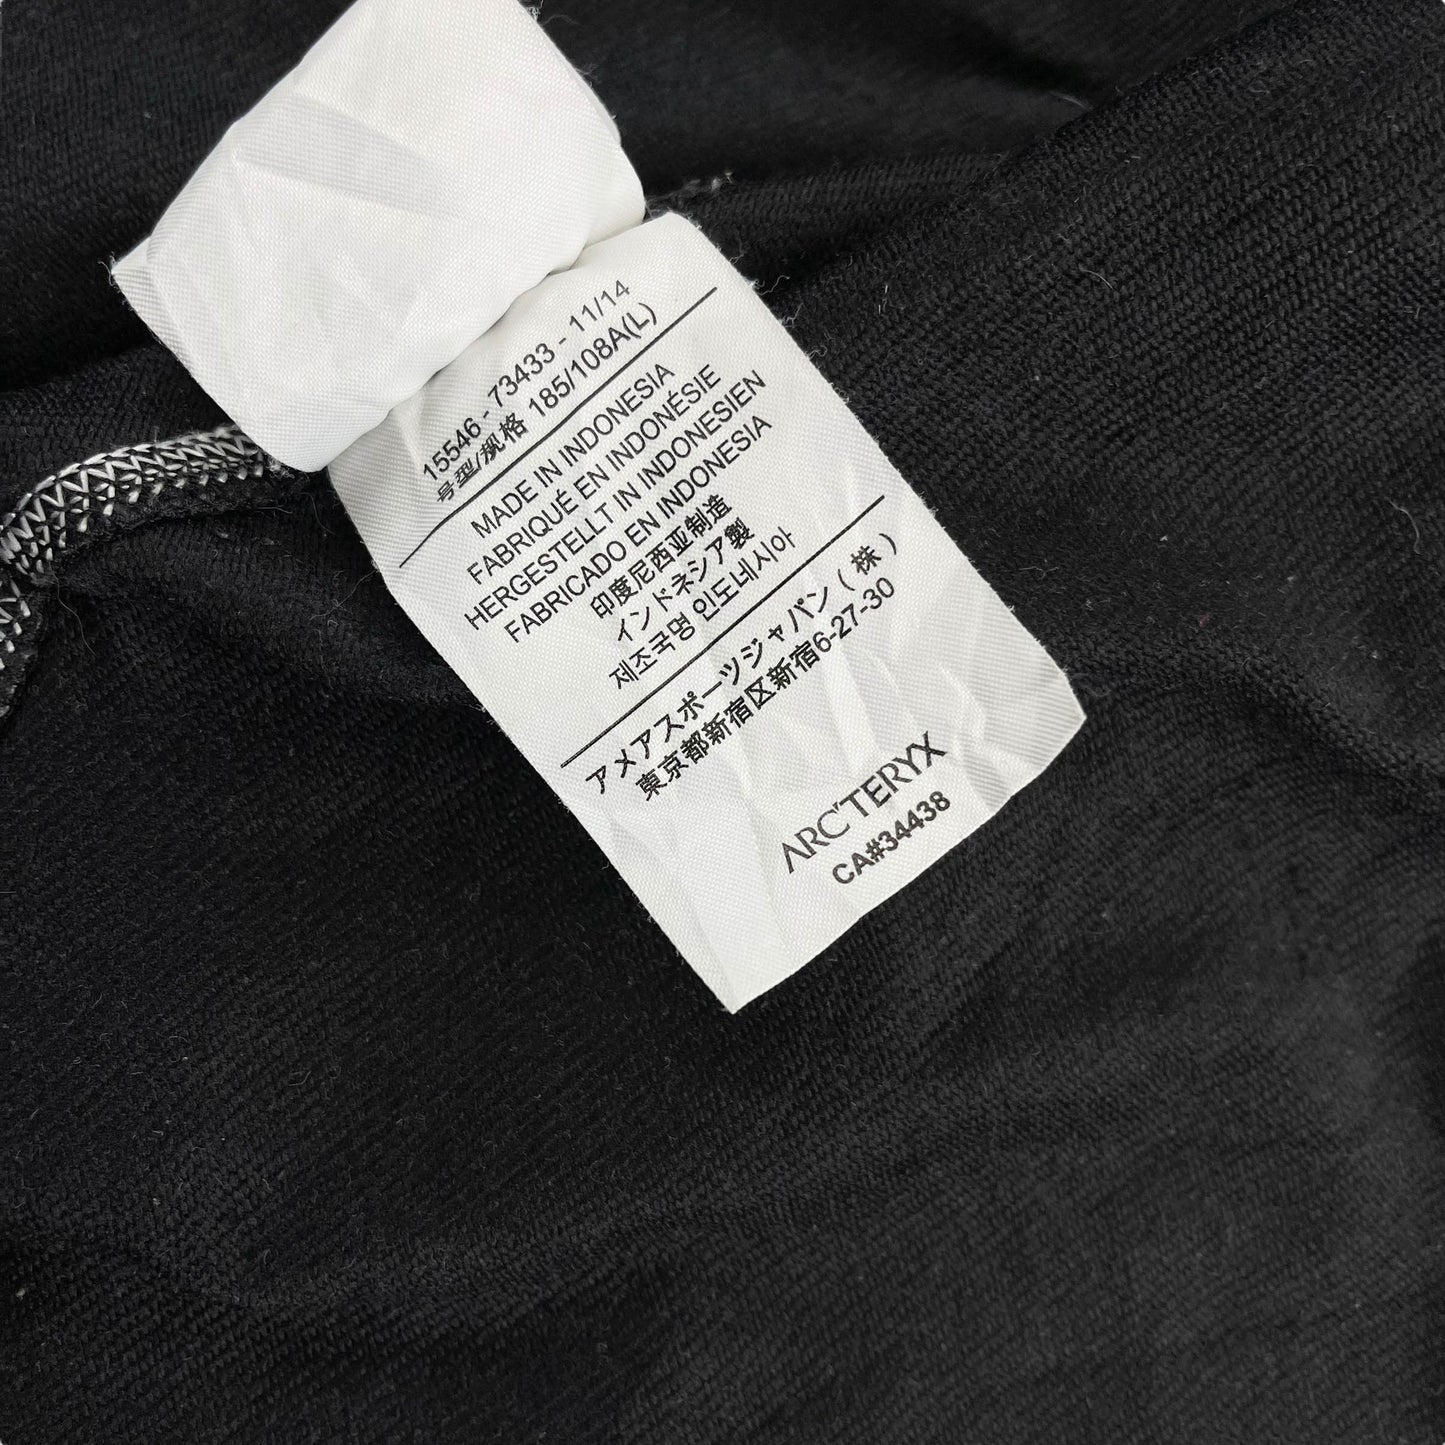 15546 - 73433 - 11/14
号型/规格 185/108A(L)
MADE IN INDONESIA
FABRIQUÉ EN INDONÉSIE
HERGESTELLT IN INDONESIEN
FABRICADO EN INDONESIA
印度尼西亚制造
インドネシア製
제조국명 인도네시아
アメアスポーツジャパン ( 株 )
東京都新宿区新宿6-27-30
ARC'TERYX
CA#34438